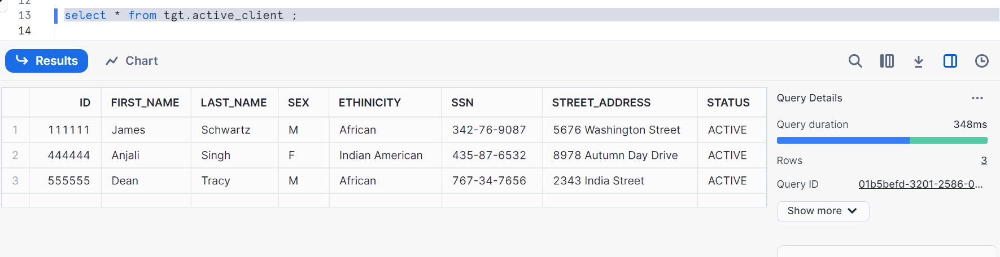 12
13 select * from tgt.active_client ;
14
Results Chart
ID FIRST_NAME LAST_NAME SEX ETHINICITY SSN STREET_ADDRESS STATUS
1 111111 James Schwartz M African 342-76-9087 5676 Washington Street ACTIVE
2 444444 Anjali Singh F Indian American 435-87-6532 8978 Autumn Day Drive ACTIVE
3 555555 Dean Tracy M African 767-34-7656 2343 India Street ACTIVE
Query Details ...
Query duration 348ms
Rows 3
Query ID 01b5befd-3201-2586-0...
Show more